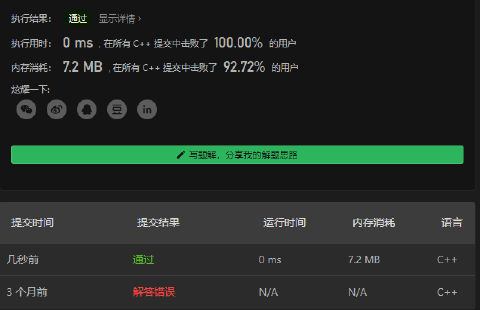 执行结果： 通过 显示详情 ›
执行用时： 0 ms , 在所有 C++ 提交中击败了 100.00% 的用户
内存消耗： 7.2 MB , 在所有 C++ 提交中击败了 92.72% 的用户
炫耀一下:
豆 in
写题解，分享我的解题思路
提交时间 提交结果 运行时间 内存消耗 语言
几秒前 通过 0 ms 7.2 MB C++
3 个月前 解答错误 N/A N/A C++